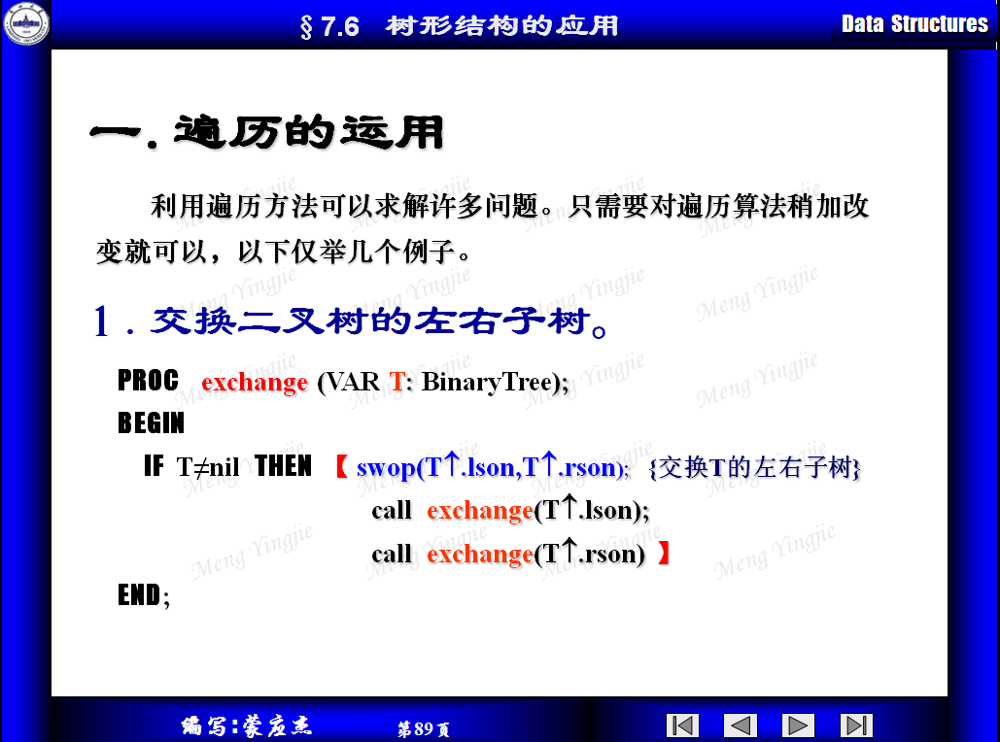 §7.6 树形结构的应用
Data Structures
一.遍历的运用
利用遍历方法可以求解许多问题。只需要对遍历算法稍加改
变就可以，以下仅举几个例子。
1.交换二叉树的左右子树。
PROC exchange (VAR T: BinaryTree);
BEGIN
IF T≠nil THEN 【 swop(T↑.lson,T↑.rson); {交换T的左右子树}
call exchange(T↑.lson);
call exchange(T↑.rson) 】
END;
Meng Yingjie
编写:蒙应杰
第89页